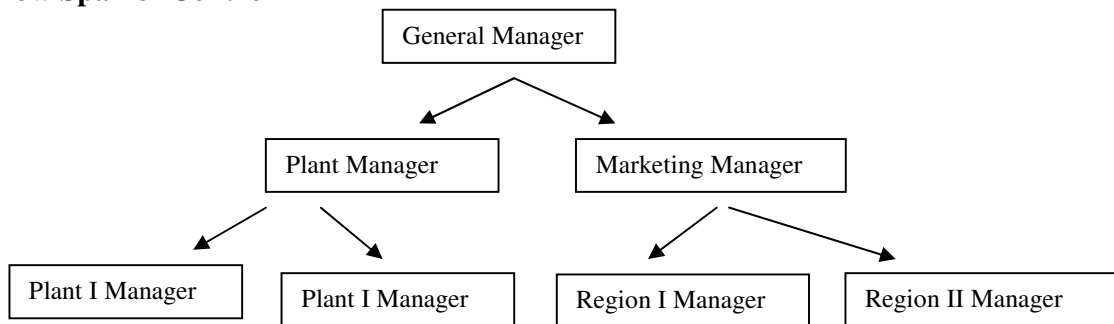 General Manager
Plant Manager
Marketing Manager
Plant I Manager
Plant I Manager
Region I Manager
Region II Manager